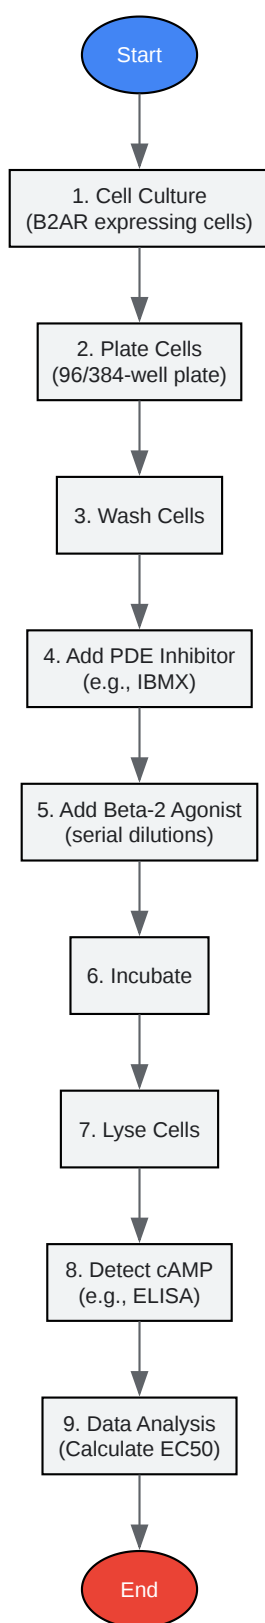 Start
1. Cell Culture
(B2AR expressing cells)
2. Plate Cells
(96/384-well plate)
3. Wash Cells
4. Add PDE Inhibitor
(e.g., IBMX)
5. Add Beta-2 Agonist
(serial dilutions)
6. Incubate
7. Lyse Cells
8. Detect cAMP
(e.g., ELISA)
9. Data Analysis
(Calculate EC50)
End